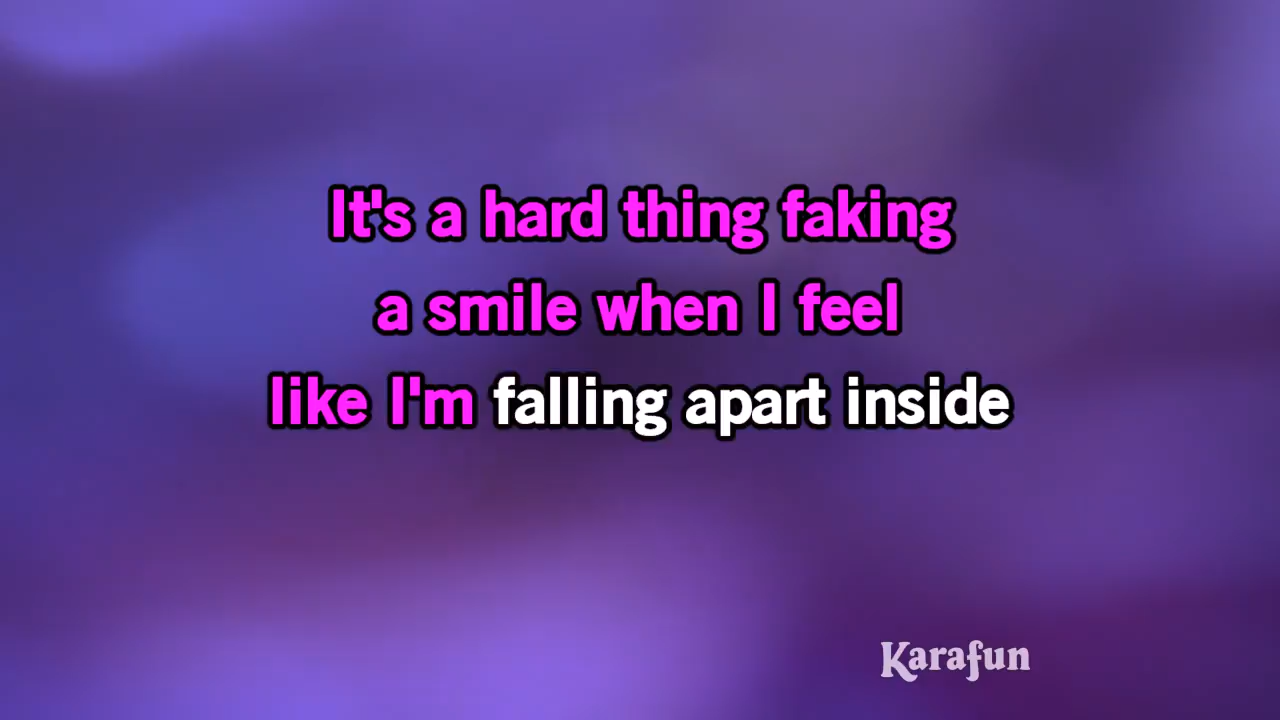 It's a hard thing faking
a smile when I feel
like I'm falling apart inside
Karafun